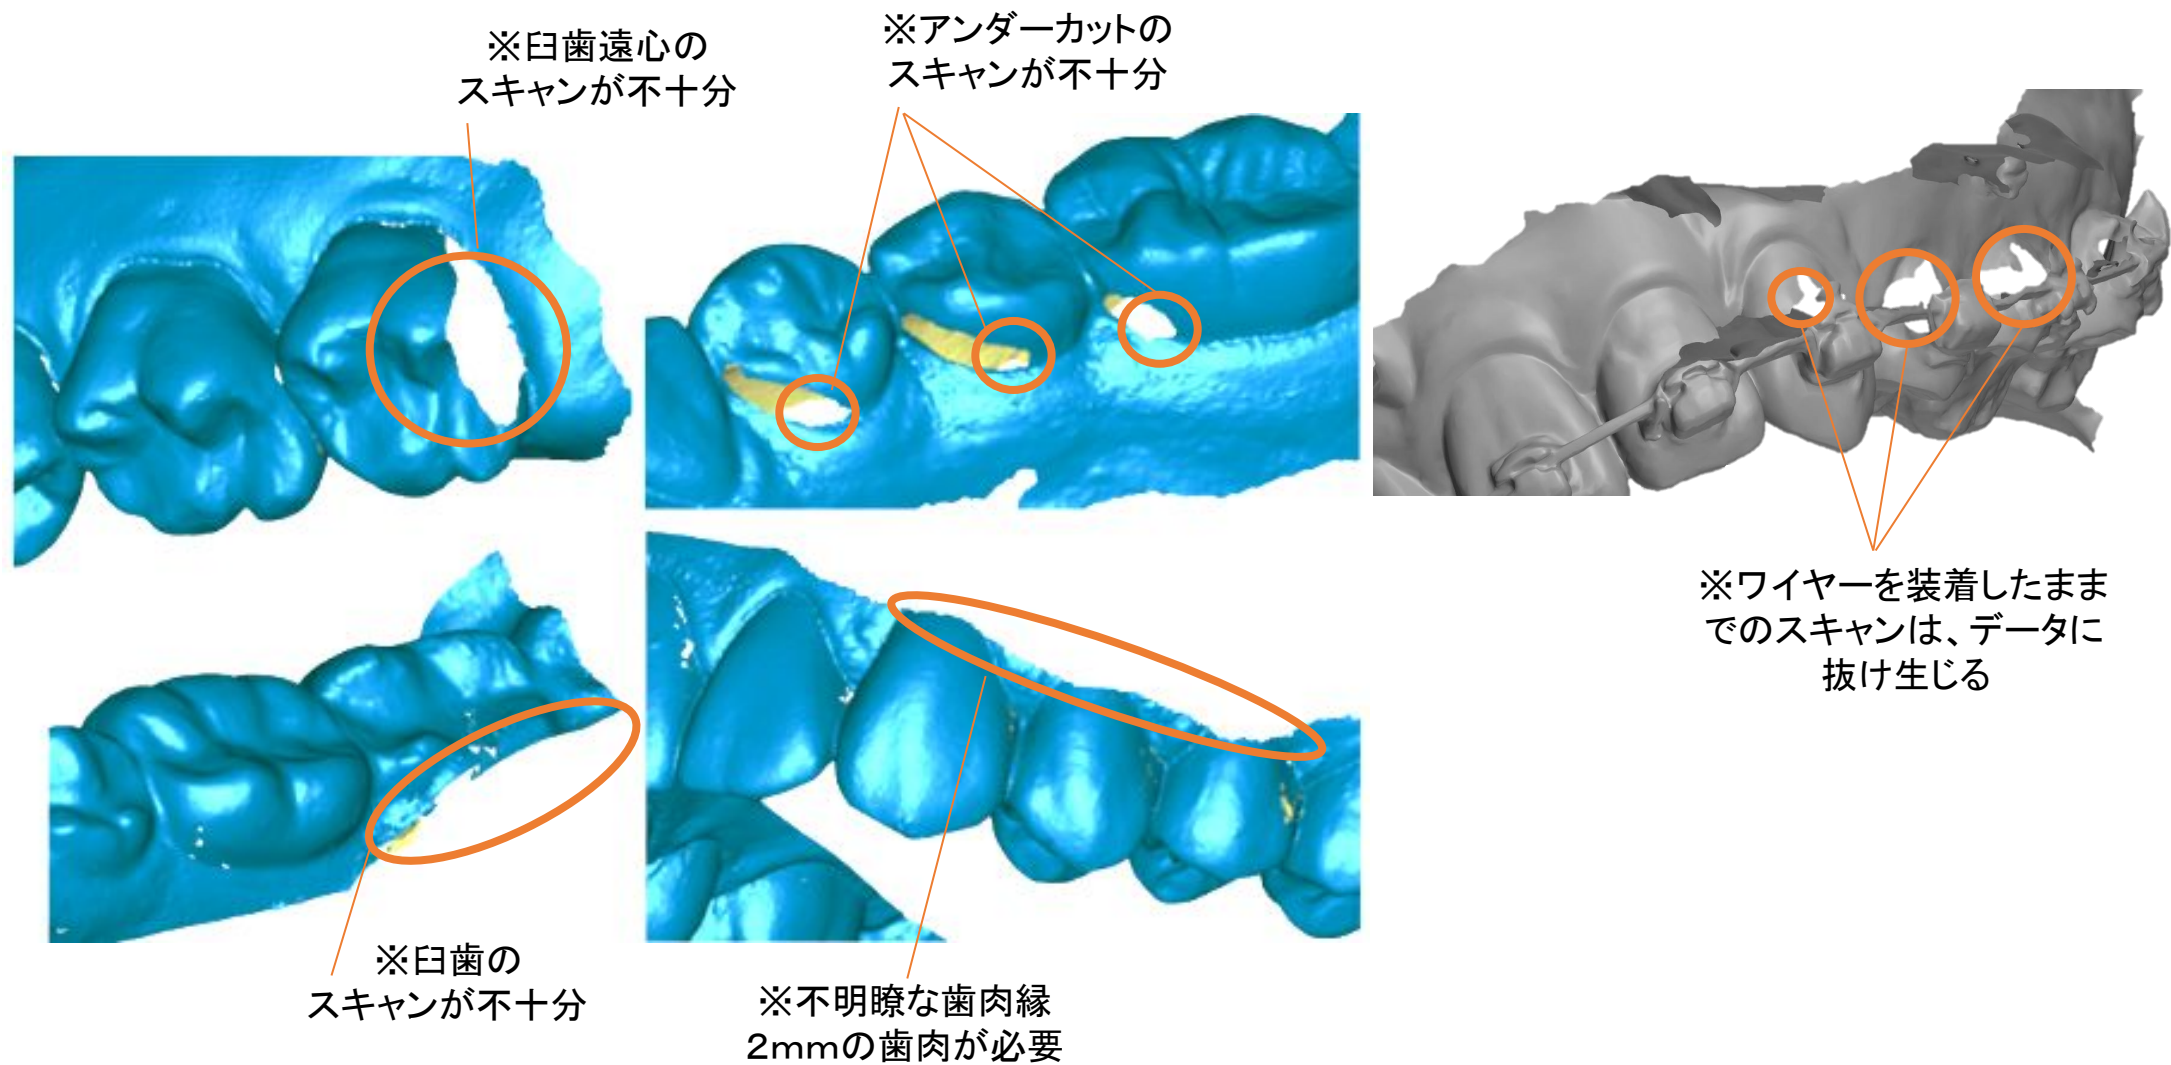 ※臼歯遠心の
スキャンが不十分
※アンダーカットの
スキャンが不十分
※ワイヤーを装着したまま
でのスキャンは、データに
抜け生じる
※臼歯の
スキャンが不十分
※不明瞭な歯肉縁
2mmの歯肉が必要